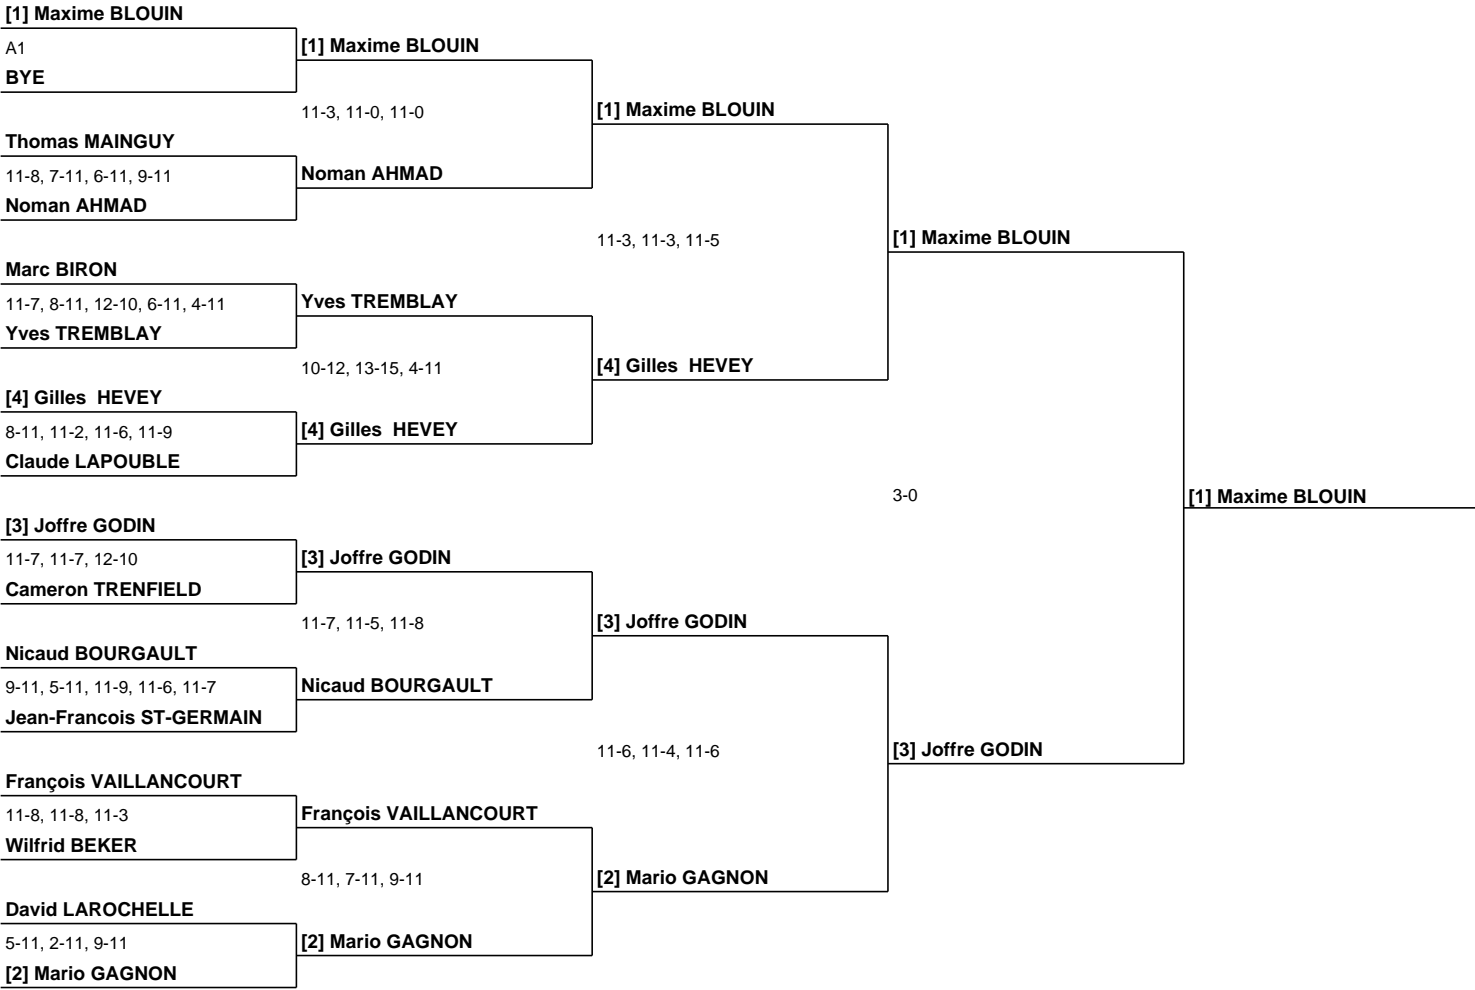 [1] Maxime BLOUIN
A1
BYE
Thomas MAINGUY
11-8, 7-11, 6-11, 9-11
Noman AHMAD
Marc BIRON
11-7, 8-11, 12-10, 6-11, 4-11
Yves TREMBLAY
[4] Gilles  HEVEY
8-11, 11-2, 11-6, 11-9
Claude LAPOUBLE
[3] Joffre GODIN
11-7, 11-7, 12-10
Cameron TRENFIELD
Nicaud BOURGAULT
9-11, 5-11, 11-9, 11-6, 11-7
Jean-Francois ST-GERMAIN
François VAILLANCOURT
11-8, 11-8, 11-3
Wilfrid BEKER
David LAROCHELLE
5-11, 2-11, 9-11
[2] Mario GAGNON
[1] Maxime BLOUIN
11-3, 11-0, 11-0
Noman AHMAD
Yves TREMBLAY
10-12, 13-15, 4-11
[4] Gilles  HEVEY
[3] Joffre GODIN
11-7, 11-5, 11-8
Nicaud BOURGAULT
François VAILLANCOURT
8-11, 7-11, 9-11
[2] Mario GAGNON
[1] Maxime BLOUIN
11-3, 11-3, 11-5
[4] Gilles  HEVEY
[3] Joffre GODIN
11-6, 11-4, 11-6
[2] Mario GAGNON
[1] Maxime BLOUIN
3-0
[3] Joffre GODIN
[1] Maxime BLOUIN